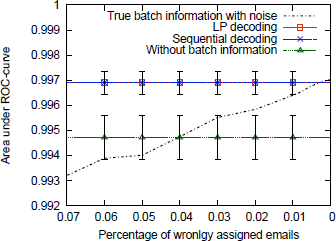 1
0.999
0.998
0.997
0.996
0.995
0.994
0.993
0.992
True batch information with noise
LP decoding
Sequential decoding
Without batch information
Area under ROC-curve
0.07 0.06 0.05 0.04 0.03 0.02 0.01 0
Percentage of wronlgy assigned emails